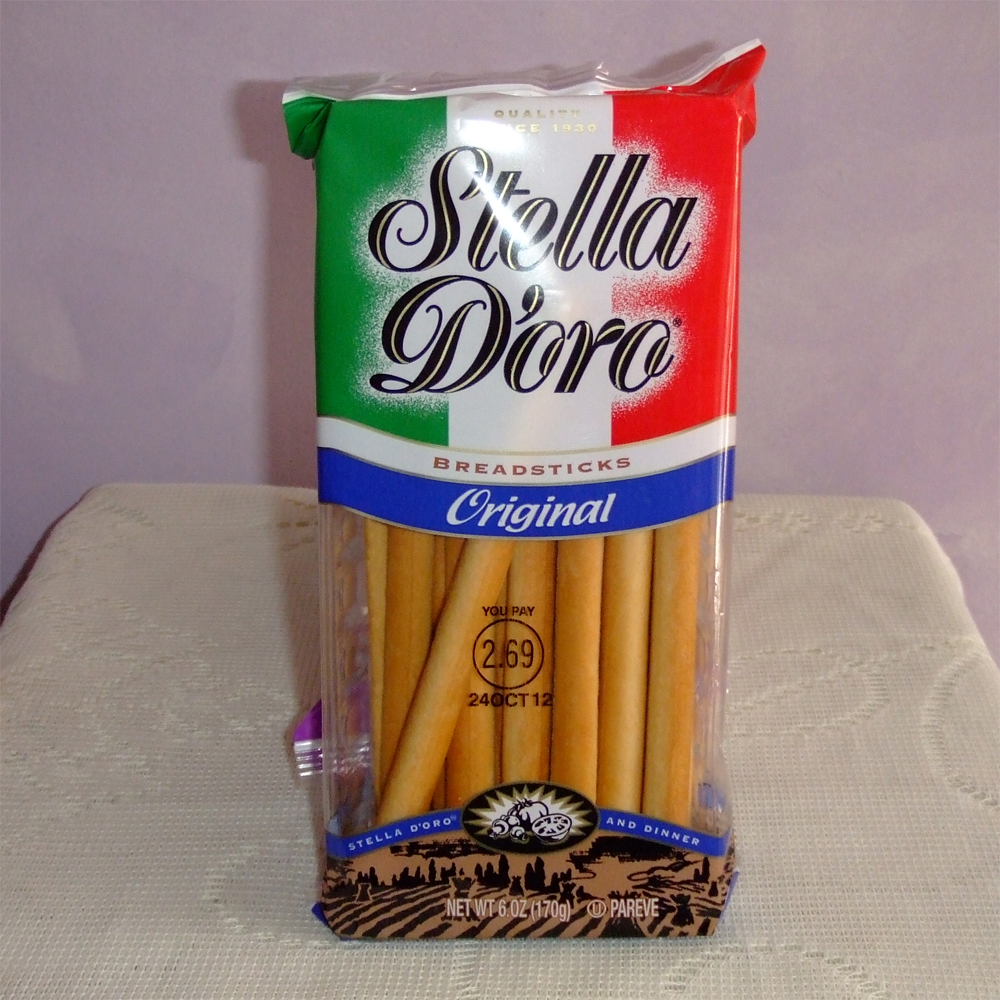 QUALITY
SINCE 1930
Stella
D'oro®
BREADSTICKS
Original
YOU PAY
2.69
24OCT12
STELLA D'ORO® AND DINNER
NET WT 6 OZ (170g) Ⓤ PAREVE